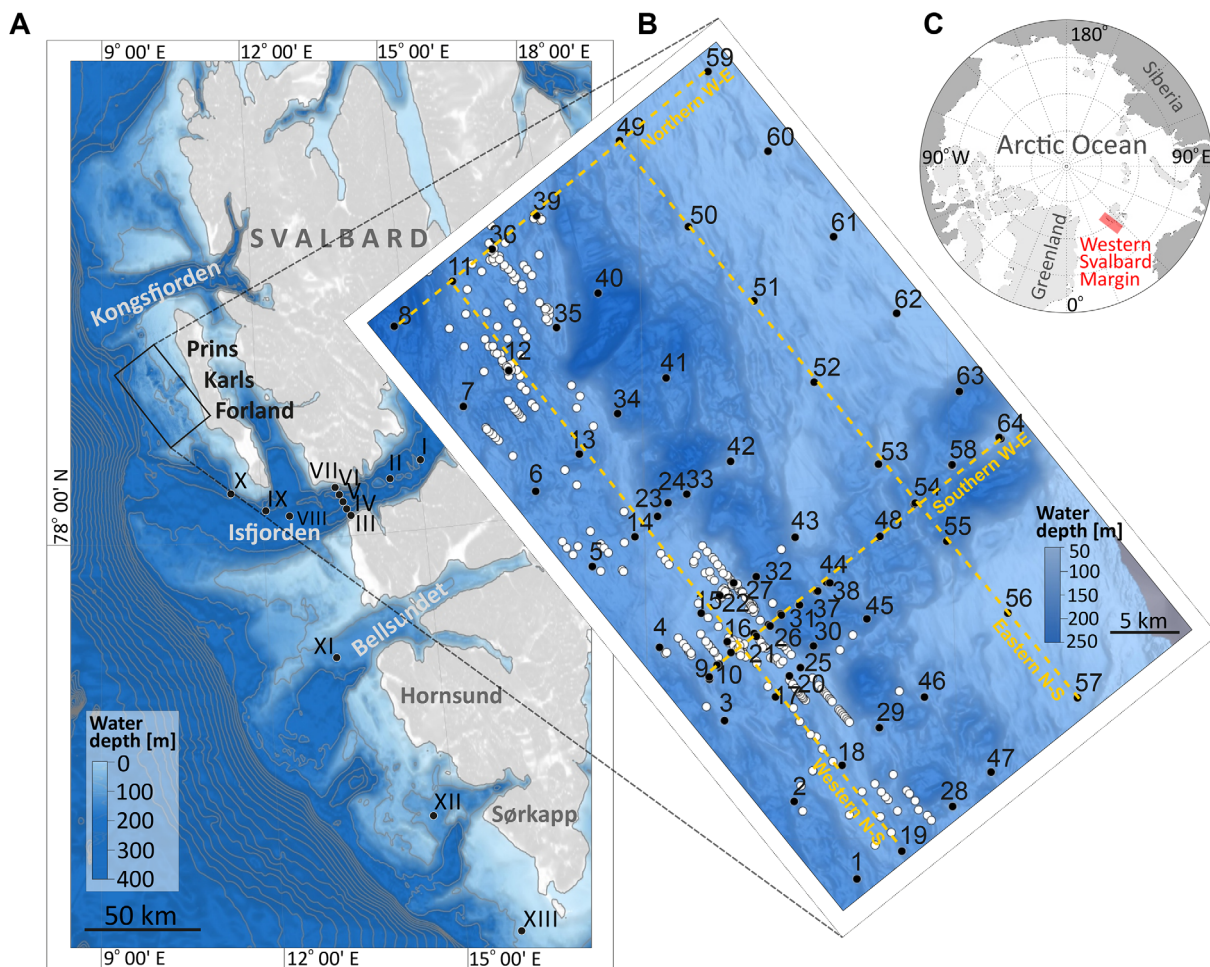 A
9° 00' E
12° 00' E
15° 00' E
18° 00' E
SVALBARD
Kongsfjorden
Prins
Karls
Forland
I
II
VII
VI
V
IV
III
X
IX
VIII
Isfjorden
78° 00' N
Bellsundet
XI
Hornsund
XII
Sørkapp
XIII
Water
depth [m]
0
100
200
300
400
50 km
9° 00' E
12° 00' E
15° 00' E
B
59
Northern W-E
49
60
39
50
61
36
11
40
8
35
51
62
12
41
52
7
34
63
13
42
64
6
53
58
24
33
23
54
Southern W-E
14
43
48
55
5
32
44
27
38
15
22
37
45
56
31
16
26
30
4
21
9
10
25
20
57
Eastern N-S
17
46
3
29
18
47
2
Western N-S
28
19
1
Water
depth [m]
50
100
150
200
250
5 km
C
180°
Siberia
Arctic Ocean
90° W
90° E
Greenland
Western
Svalbard
Margin
0°